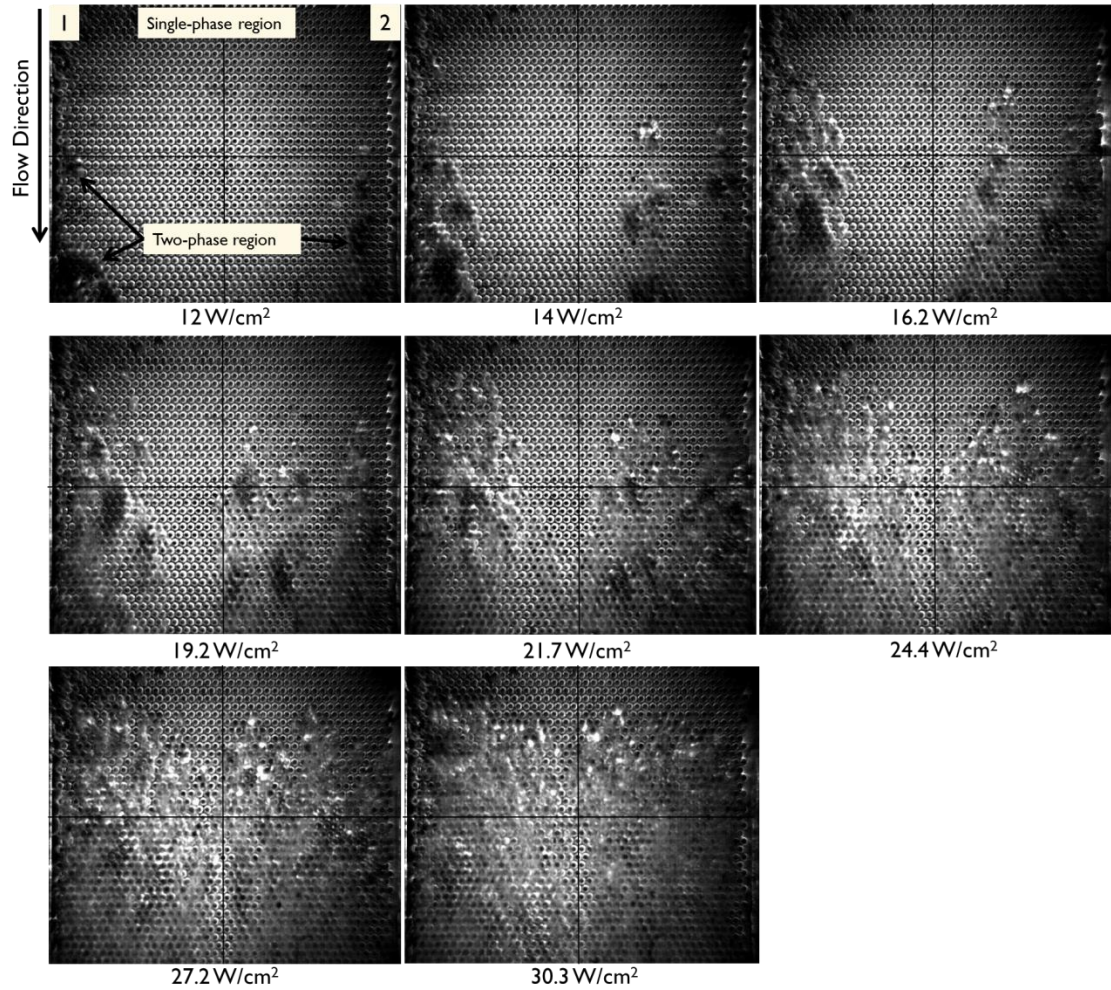 1
Single-phase region
2
Flow Direction
Two-phase region
12 W/cm²
14 W/cm²
16.2 W/cm²
19.2 W/cm²
21.7 W/cm²
24.4 W/cm²
27.2 W/cm²
30.3 W/cm²